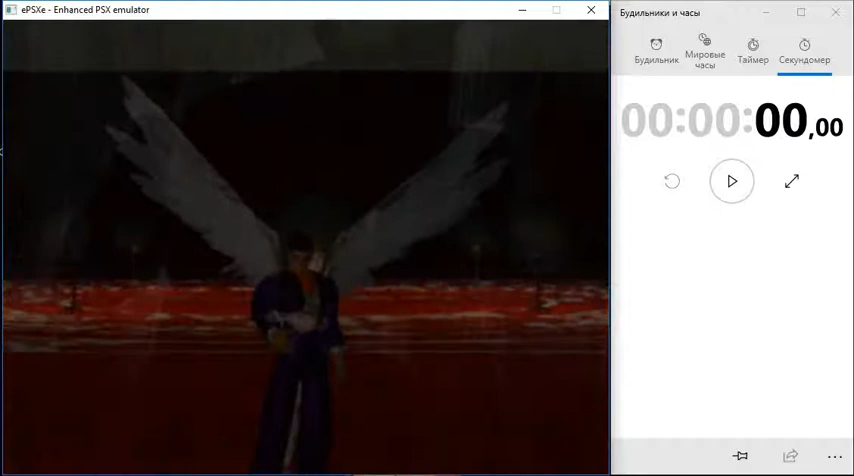 ePSXe - Enhanced PSX emulator
Будильники и часы
Будильник
Мировые
часы
Таймер
Секундомер
00:00:00,00